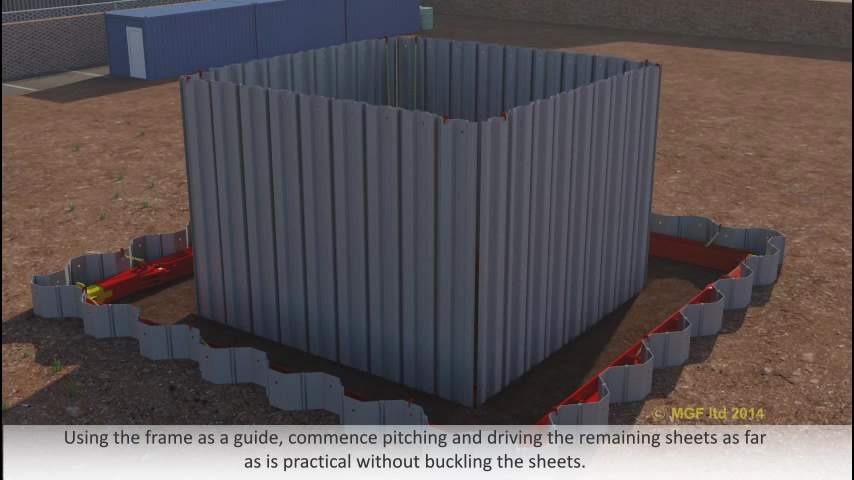 © MGF ltd 2014
Using the frame as a guide, commence pitching and driving the remaining sheets as far
as is practical without buckling the sheets.